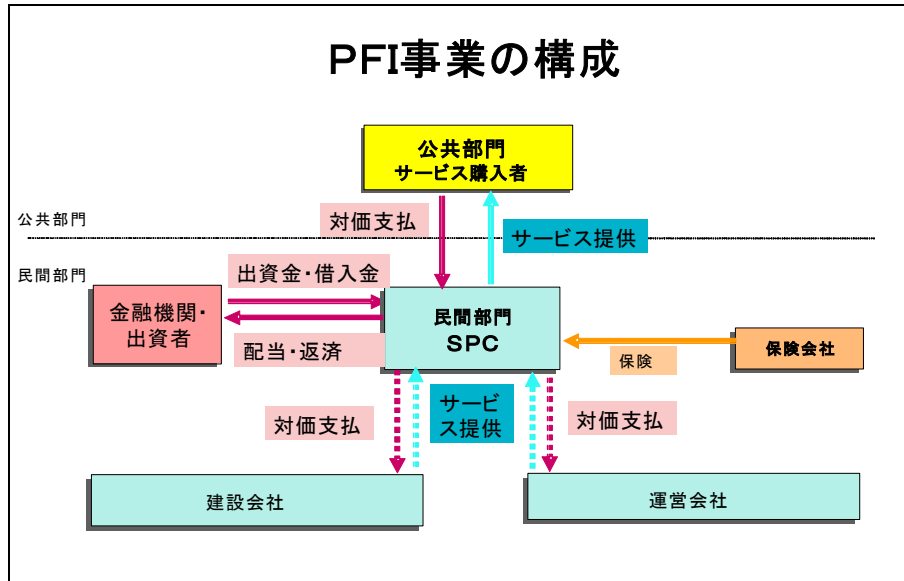 PFI事業の構成
公共部門
サービス購入者
公共部門
対価支払
サービス提供
民間部門
出資金・借入金
金融機関・
出資者
民間部門
SPC
配当・返済
保険
保険会社
対価支払
サービ
ス提供
対価支払
建設会社
運営会社